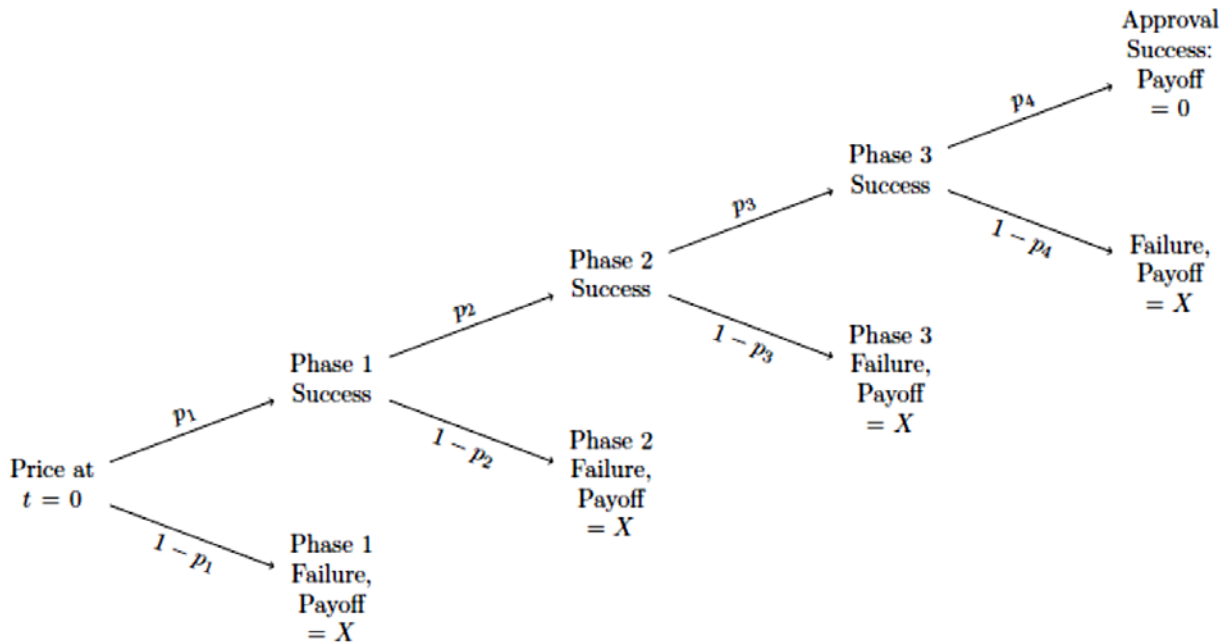 Approval
Success:
Payoff
= 0
p4
Phase 3
Success
p3
1 − p4
Failure,
Payoff
= X
Phase 2
Success
p2
1 − p3
Phase 3
Failure,
Payoff
= X
Phase 1
Success
p1
1 − p2
Phase 2
Failure,
Payoff
= X
Price at
t = 0
1 − p1
Phase 1
Failure,
Payoff
= X